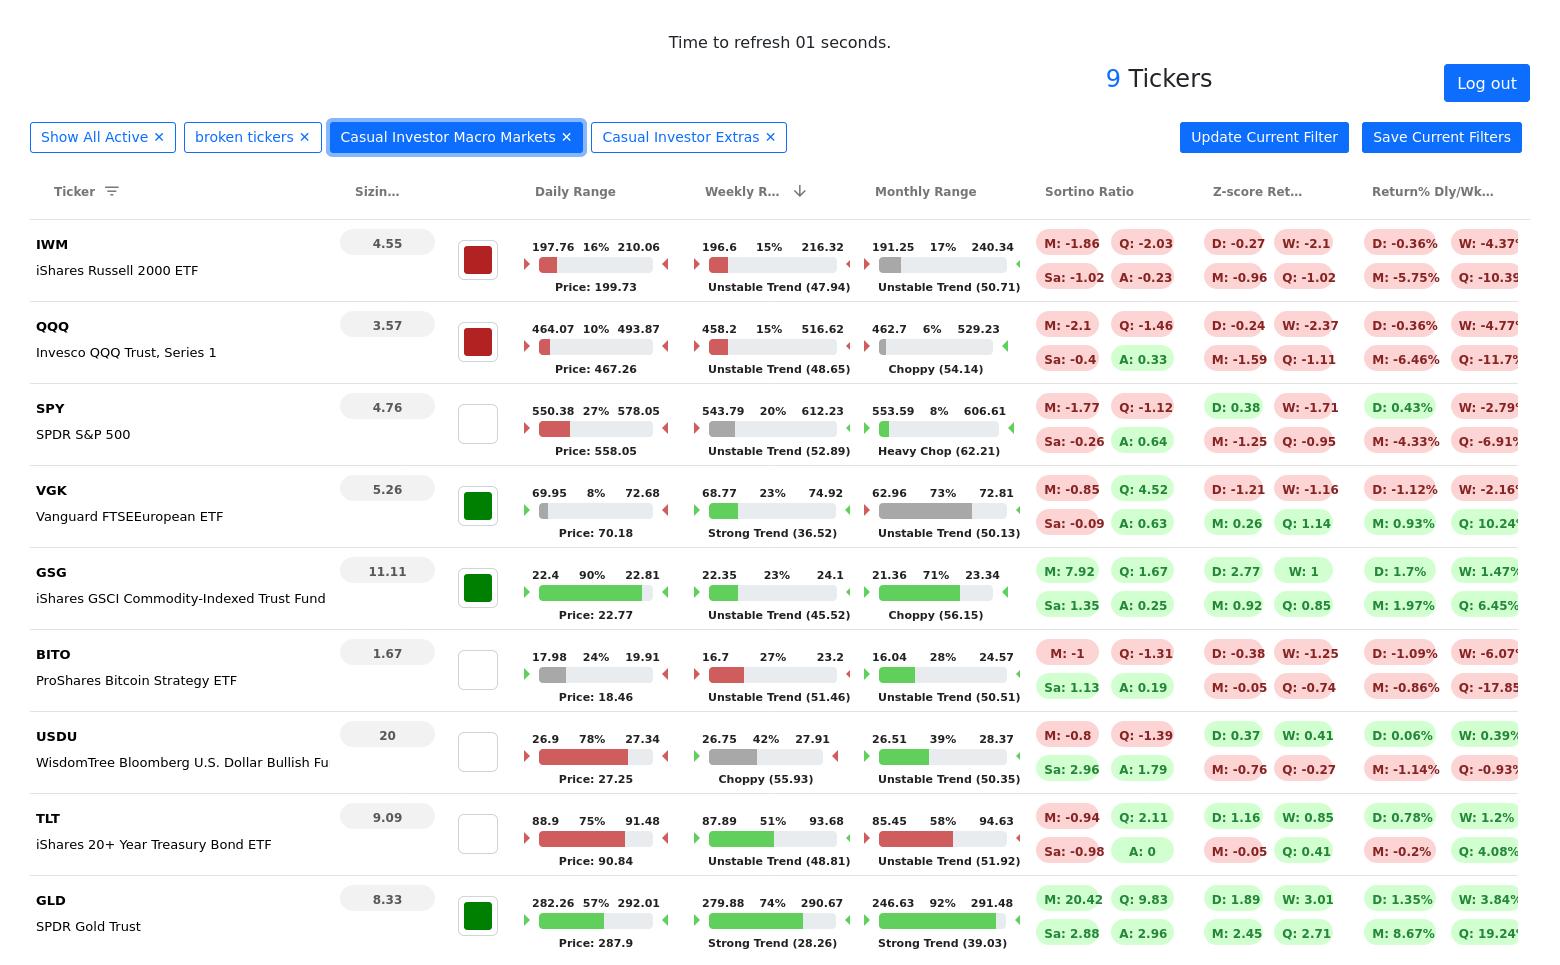 Time to refresh 01 seconds.
9 Tickers
Log out
Show All Active ✕ broken tickers ✕ Casual Investor Macro Markets ✕ Casual Investor Extras ✕ Update Current Filter Save Current Filters
Ticker Sizin… Daily Range Weekly R… Monthly Range Sortino Ratio Z-score Ret… Return% Dly/Wk…
IWM 4.55 197.76 16% 210.06 196.6 15% 216.32 191.25 17% 240.34 M: -1.86 Q: -2.03 D: -0.27 W: -2.1 D: -0.36% W: -4.37%
iShares Russell 2000 ETF Price: 199.73 Unstable Trend (47.94) Unstable Trend (50.71) Sa: -1.02 A: -0.23 M: -0.96 Q: -1.02 M: -5.75% Q: -10.39
QQQ 3.57 464.07 10% 493.87 458.2 15% 516.62 462.7 6% 529.23 M: -2.1 Q: -1.46 D: -0.24 W: -2.37 D: -0.36% W: -4.77%
Invesco QQQ Trust, Series 1 Price: 467.26 Unstable Trend (48.65) Choppy (54.14) Sa: -0.4 A: 0.33 M: -1.59 Q: -1.11 M: -6.46% Q: -11.7%
SPY 4.76 550.38 27% 578.05 543.79 20% 612.23 553.59 8% 606.61 M: -1.77 Q: -1.12 D: 0.38 W: -1.71 D: 0.43% W: -2.79%
SPDR S&P 500 Price: 558.05 Unstable Trend (52.89) Heavy Chop (62.21) Sa: -0.26 A: 0.64 M: -1.25 Q: -0.95 M: -4.33% Q: -6.91%
VGK 5.26 69.95 8% 72.68 68.77 23% 74.92 62.96 73% 72.81 M: -0.85 Q: 4.52 D: -1.21 W: -1.16 D: -1.12% W: -2.16%
Vanguard FTSEEuropean ETF Price: 70.18 Strong Trend (36.52) Unstable Trend (50.13) Sa: -0.09 A: 0.63 M: 0.26 Q: 1.14 M: 0.93% Q: 10.24%
GSG 11.11 22.4 90% 22.81 22.35 23% 24.1 21.36 71% 23.34 M: 7.92 Q: 1.67 D: 2.77 W: 1 D: 1.7% W: 1.47%
iShares GSCI Commodity-Indexed Trust Fund Price: 22.77 Unstable Trend (45.52) Choppy (56.15) Sa: 1.35 A: 0.25 M: 0.92 Q: 0.85 M: 1.97% Q: 6.45%
BITO 1.67 17.98 24% 19.91 16.7 27% 23.2 16.04 28% 24.57 M: -1 Q: -1.31 D: -0.38 W: -1.25 D: -1.09% W: -6.07%
ProShares Bitcoin Strategy ETF Price: 18.46 Unstable Trend (51.46) Unstable Trend (50.51) Sa: 1.13 A: 0.19 M: -0.05 Q: -0.74 M: -0.86% Q: -17.85
USDU 20 26.9 78% 27.34 26.75 42% 27.91 26.51 39% 28.37 M: -0.8 Q: -1.39 D: 0.37 W: 0.41 D: 0.06% W: 0.39%
WisdomTree Bloomberg U.S. Dollar Bullish Fu Price: 27.25 Choppy (55.93) Unstable Trend (50.35) Sa: 2.96 A: 1.79 M: -0.76 Q: -0.27 M: -1.14% Q: -0.93%
TLT 9.09 88.9 75% 91.48 87.89 51% 93.68 85.45 58% 94.63 M: -0.94 Q: 2.11 D: 1.16 W: 0.85 D: 0.78% W: 1.2%
iShares 20+ Year Treasury Bond ETF Price: 90.84 Unstable Trend (48.81) Unstable Trend (51.92) Sa: -0.98 A: 0 M: -0.05 Q: 0.41 M: -0.2% Q: 4.08%
GLD 8.33 282.26 57% 292.01 279.88 74% 290.67 246.63 92% 291.48 M: 20.42 Q: 9.83 D: 1.89 W: 3.01 D: 1.35% W: 3.84%
SPDR Gold Trust Price: 287.9 Strong Trend (28.26) Strong Trend (39.03) Sa: 2.88 A: 2.96 M: 2.45 Q: 2.71 M: 8.67% Q: 19.24%